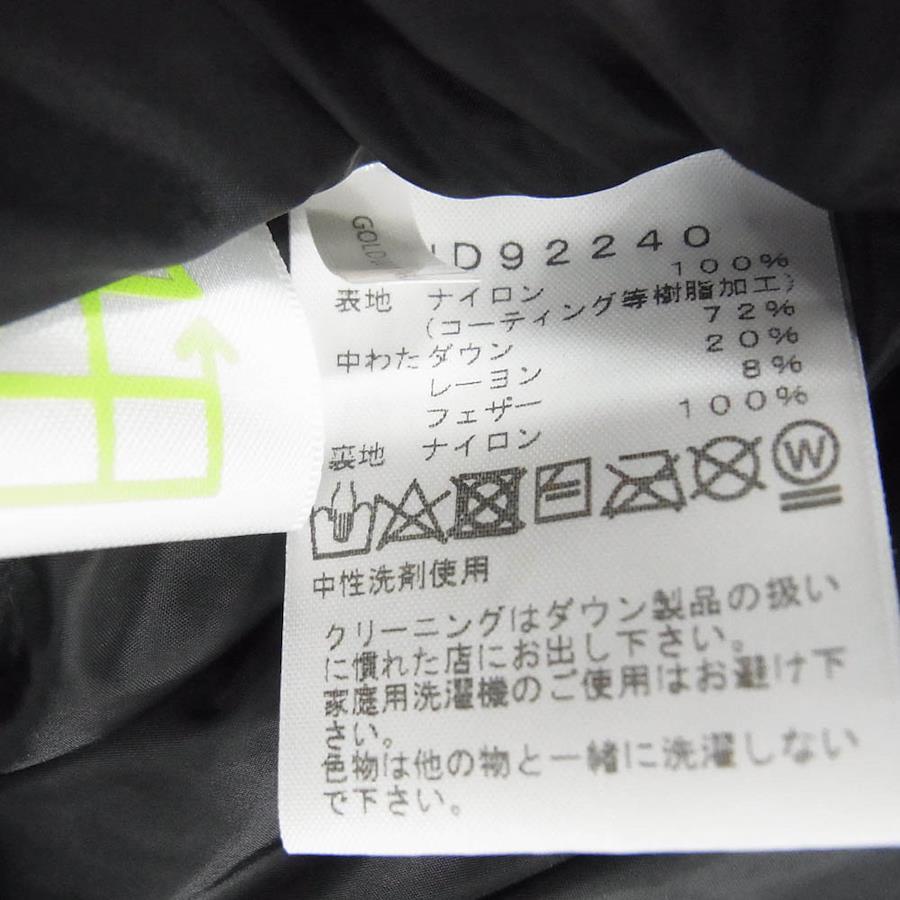 D92240
100%
表地 ナイロン
(コーティング等樹脂加工)
72%
中わた ダウン
20%
レーヨン
8%
フェザー
100%
裏地 ナイロン
W
中性洗剤使用
クリーニングはダウン製品の扱い
に慣れた店にお出し下さい。
家庭用洗濯機のご使用はお避け下
さい。
色物は他の物と一緒に洗濯しない
で下さい。